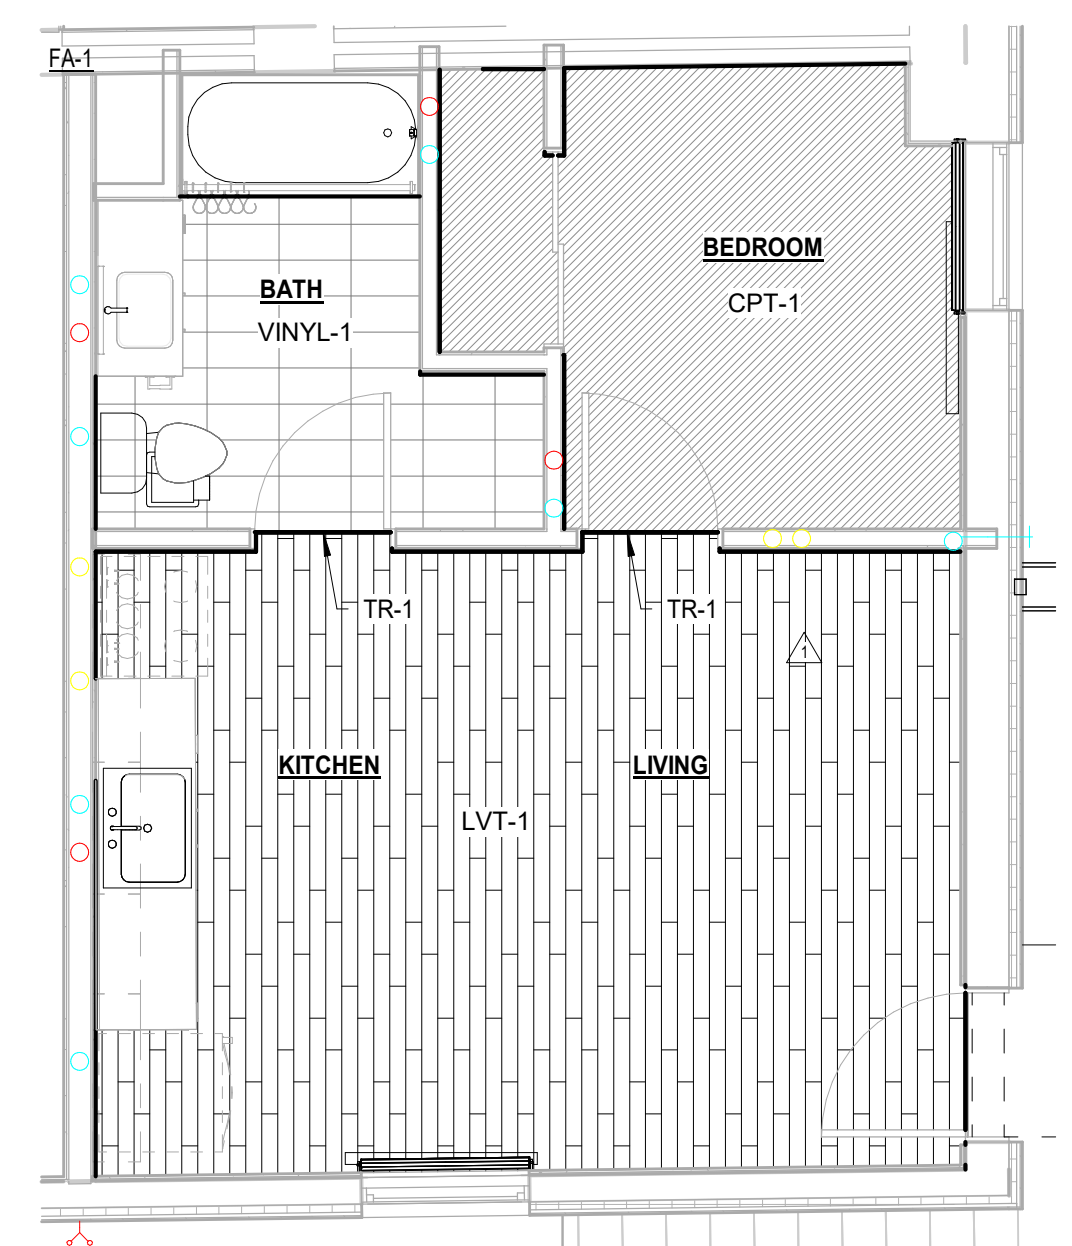 FA-1
BEDROOM
CPT-1
BATH
VINYL-1
TR-1
TR-1
1
KITCHEN
LIVING
LVT-1